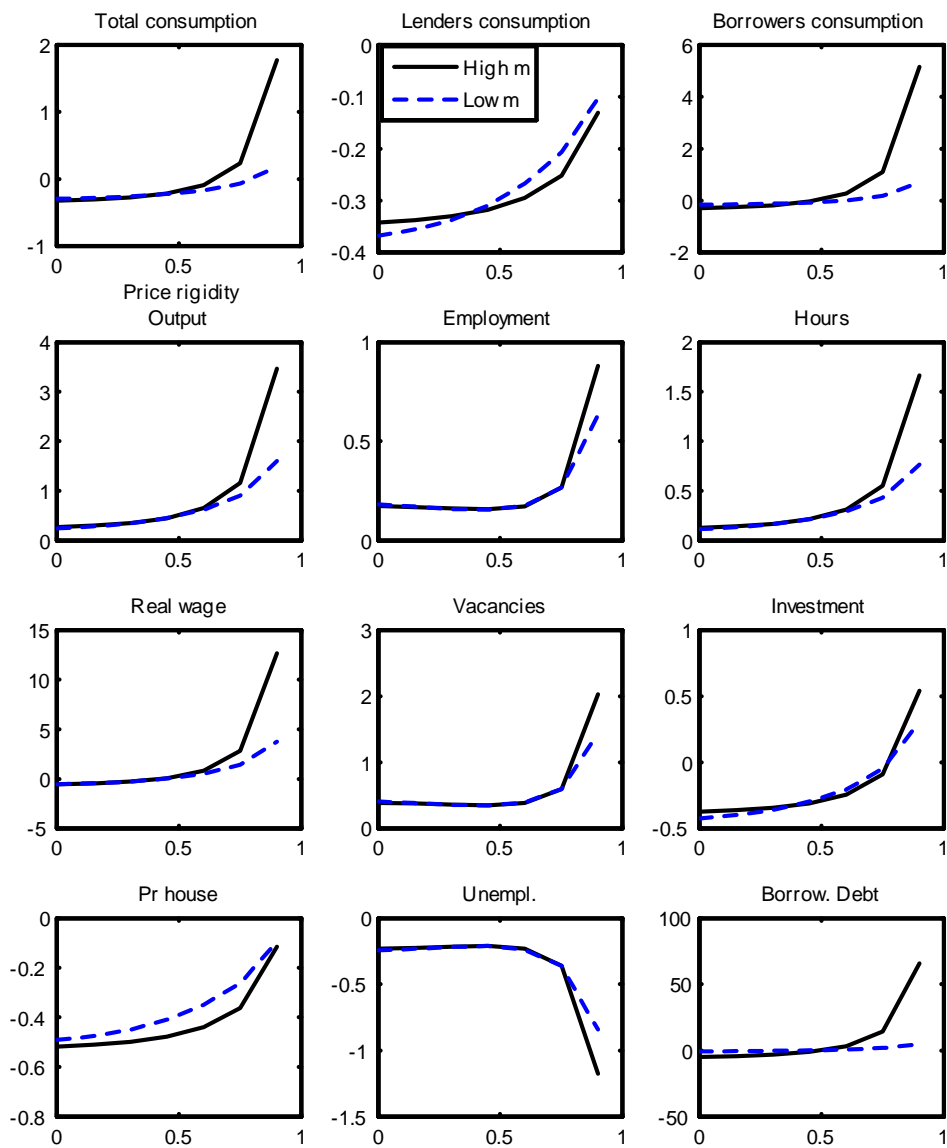 Total consumption
2
1
0
-1
0 0.5 1
Price rigidity
Lenders consumption
High m
Low m
0
-0.1
-0.2
-0.3
-0.4
0 0.5 1
Borrowers consumption
6
4
2
0
-2
0 0.5 1
Output
4
3
2
1
0
0 0.5 1
Employment
1
0.5
0
0 0.5 1
Hours
2
1.5
1
0.5
0
0 0.5 1
Real wage
15
10
5
0
-5
0 0.5 1
Vacancies
3
2
1
0
0 0.5 1
Investment
1
0.5
0
-0.5
0 0.5 1
Pr house
0
-0.2
-0.4
-0.6
-0.8
0 0.5 1
Unempl.
0
-0.5
-1
-1.5
0 0.5 1
Borrow. Debt
100
50
0
-50
0 0.5 1